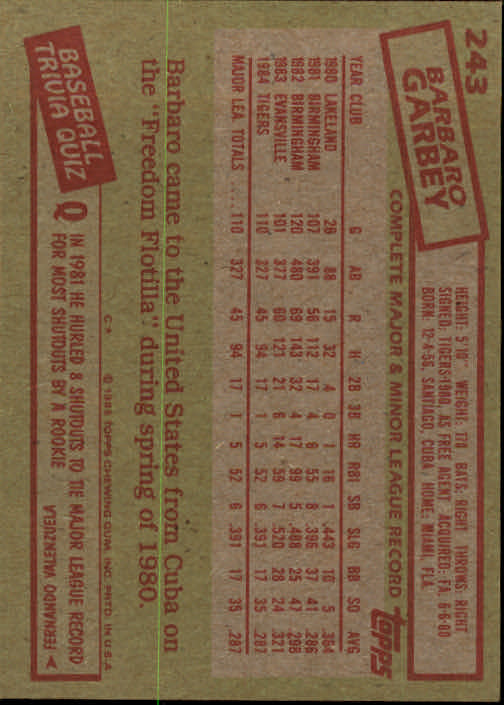 243
BARBARO
GARBEY
HEIGHT: 5'10" WEIGHT: 170 BATS: RIGHT THROWS: RIGHT
SIGNED: TIGERS-1980, AS FREE AGENT ACQUIRED: FA, 6-6-80
BORN: 12-4-56, SANTIAGO, CUBA HOME: MIAMI, FLA.
COMPLETE MAJOR & MINOR LEAGUE RECORD
topps
YEAR CLUB G AB R H 2B 3B HR RBI SB SLG BB SO AVG.
1980 LAKELAND 28 88 15 32 4 0 1 16 1 .443 10 5 .364
1981 BIRMINGHAM 107 391 56 112 17 4 6 55 8 .396 37 41 .286
1982 BIRMINGHAM 120 480 69 143 32 4 17 99 5 .488 25 47 .298
1983 EVANSVILLE 101 377 60 121 21 6 14 59 7 .520 28 24 .321
1984 TIGERS 110 327 45 94 17 1 5 52 6 .391 17 35 .287
MAJOR LEA. TOTALS ..... 110 327 45 94 17 1 5 52 6 .391 17 35 .287
Barbaro came to the United States from Cuba on
the "Freedom Flotilla" during spring of 1980.
C* © 1985 TOPPS CHEWING GUM, INC. PRTD. IN U.S.A.
BASEBALL
TRIVIA QUIZ
Q IN 1981 HE HURLED 8 SHUTOUTS TO TIE MAJOR LEAGUE RECORD
FOR MOST SHUTOUTS BY A ROOKIE
FERNANDO VALENZUELA